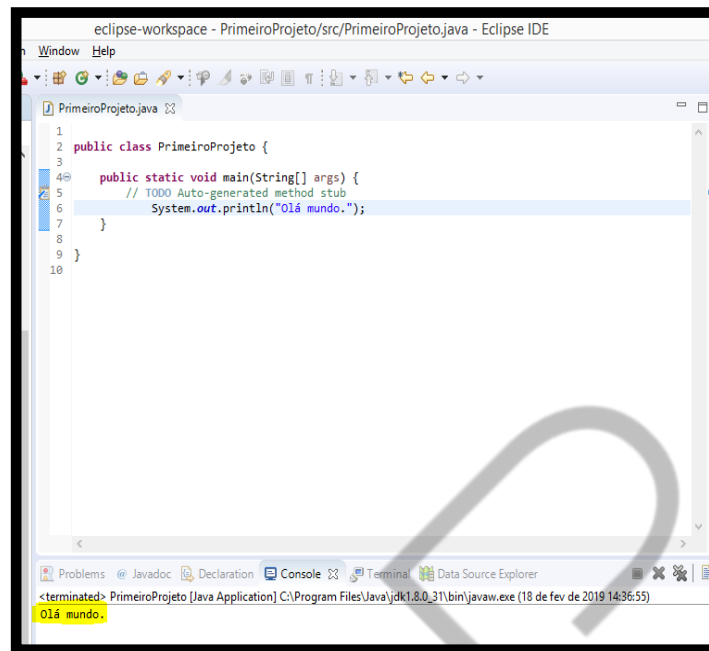 eclipse-workspace - PrimeiroProjeto/src/PrimeiroProjeto.java - Eclipse IDE
Window Help
PrimeiroProjeto.java
1
2 public class PrimeiroProjeto {
3
4 public static void main(String[] args) {
5 // TODO Auto-generated method stub
6 System.out.println("Olá mundo.");
7 }
8
9 }
10
Problems @ Javadoc Declaration Console Terminal Data Source Explorer
<terminated> PrimeiroProjeto [Java Application] C:\Program Files\Java\jdk1.8.0_31\bin\javaw.exe (18 de fev de 2019 14:36:55)
Olá mundo.